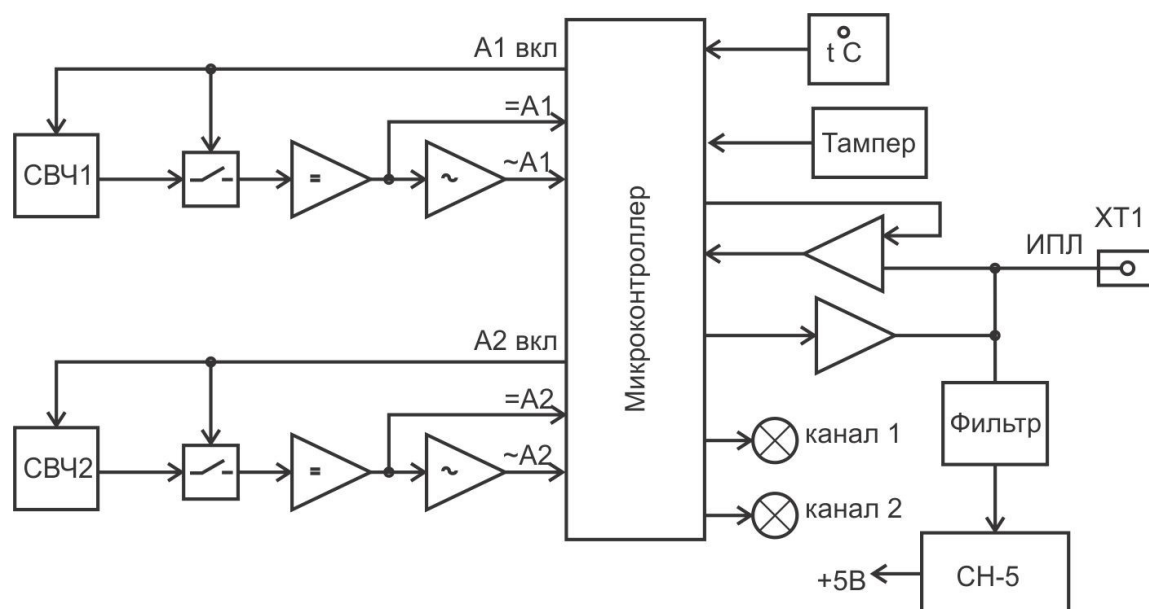 А1 вкл
t °C
=А1
Тампер
СВЧ1
=
~
~А1
Микроконтроллер
ХТ1
ИПЛ
А2 вкл
=А2
канал 1
Фильтр
СВЧ2
=
~
~А2
канал 2
+5В
СН-5